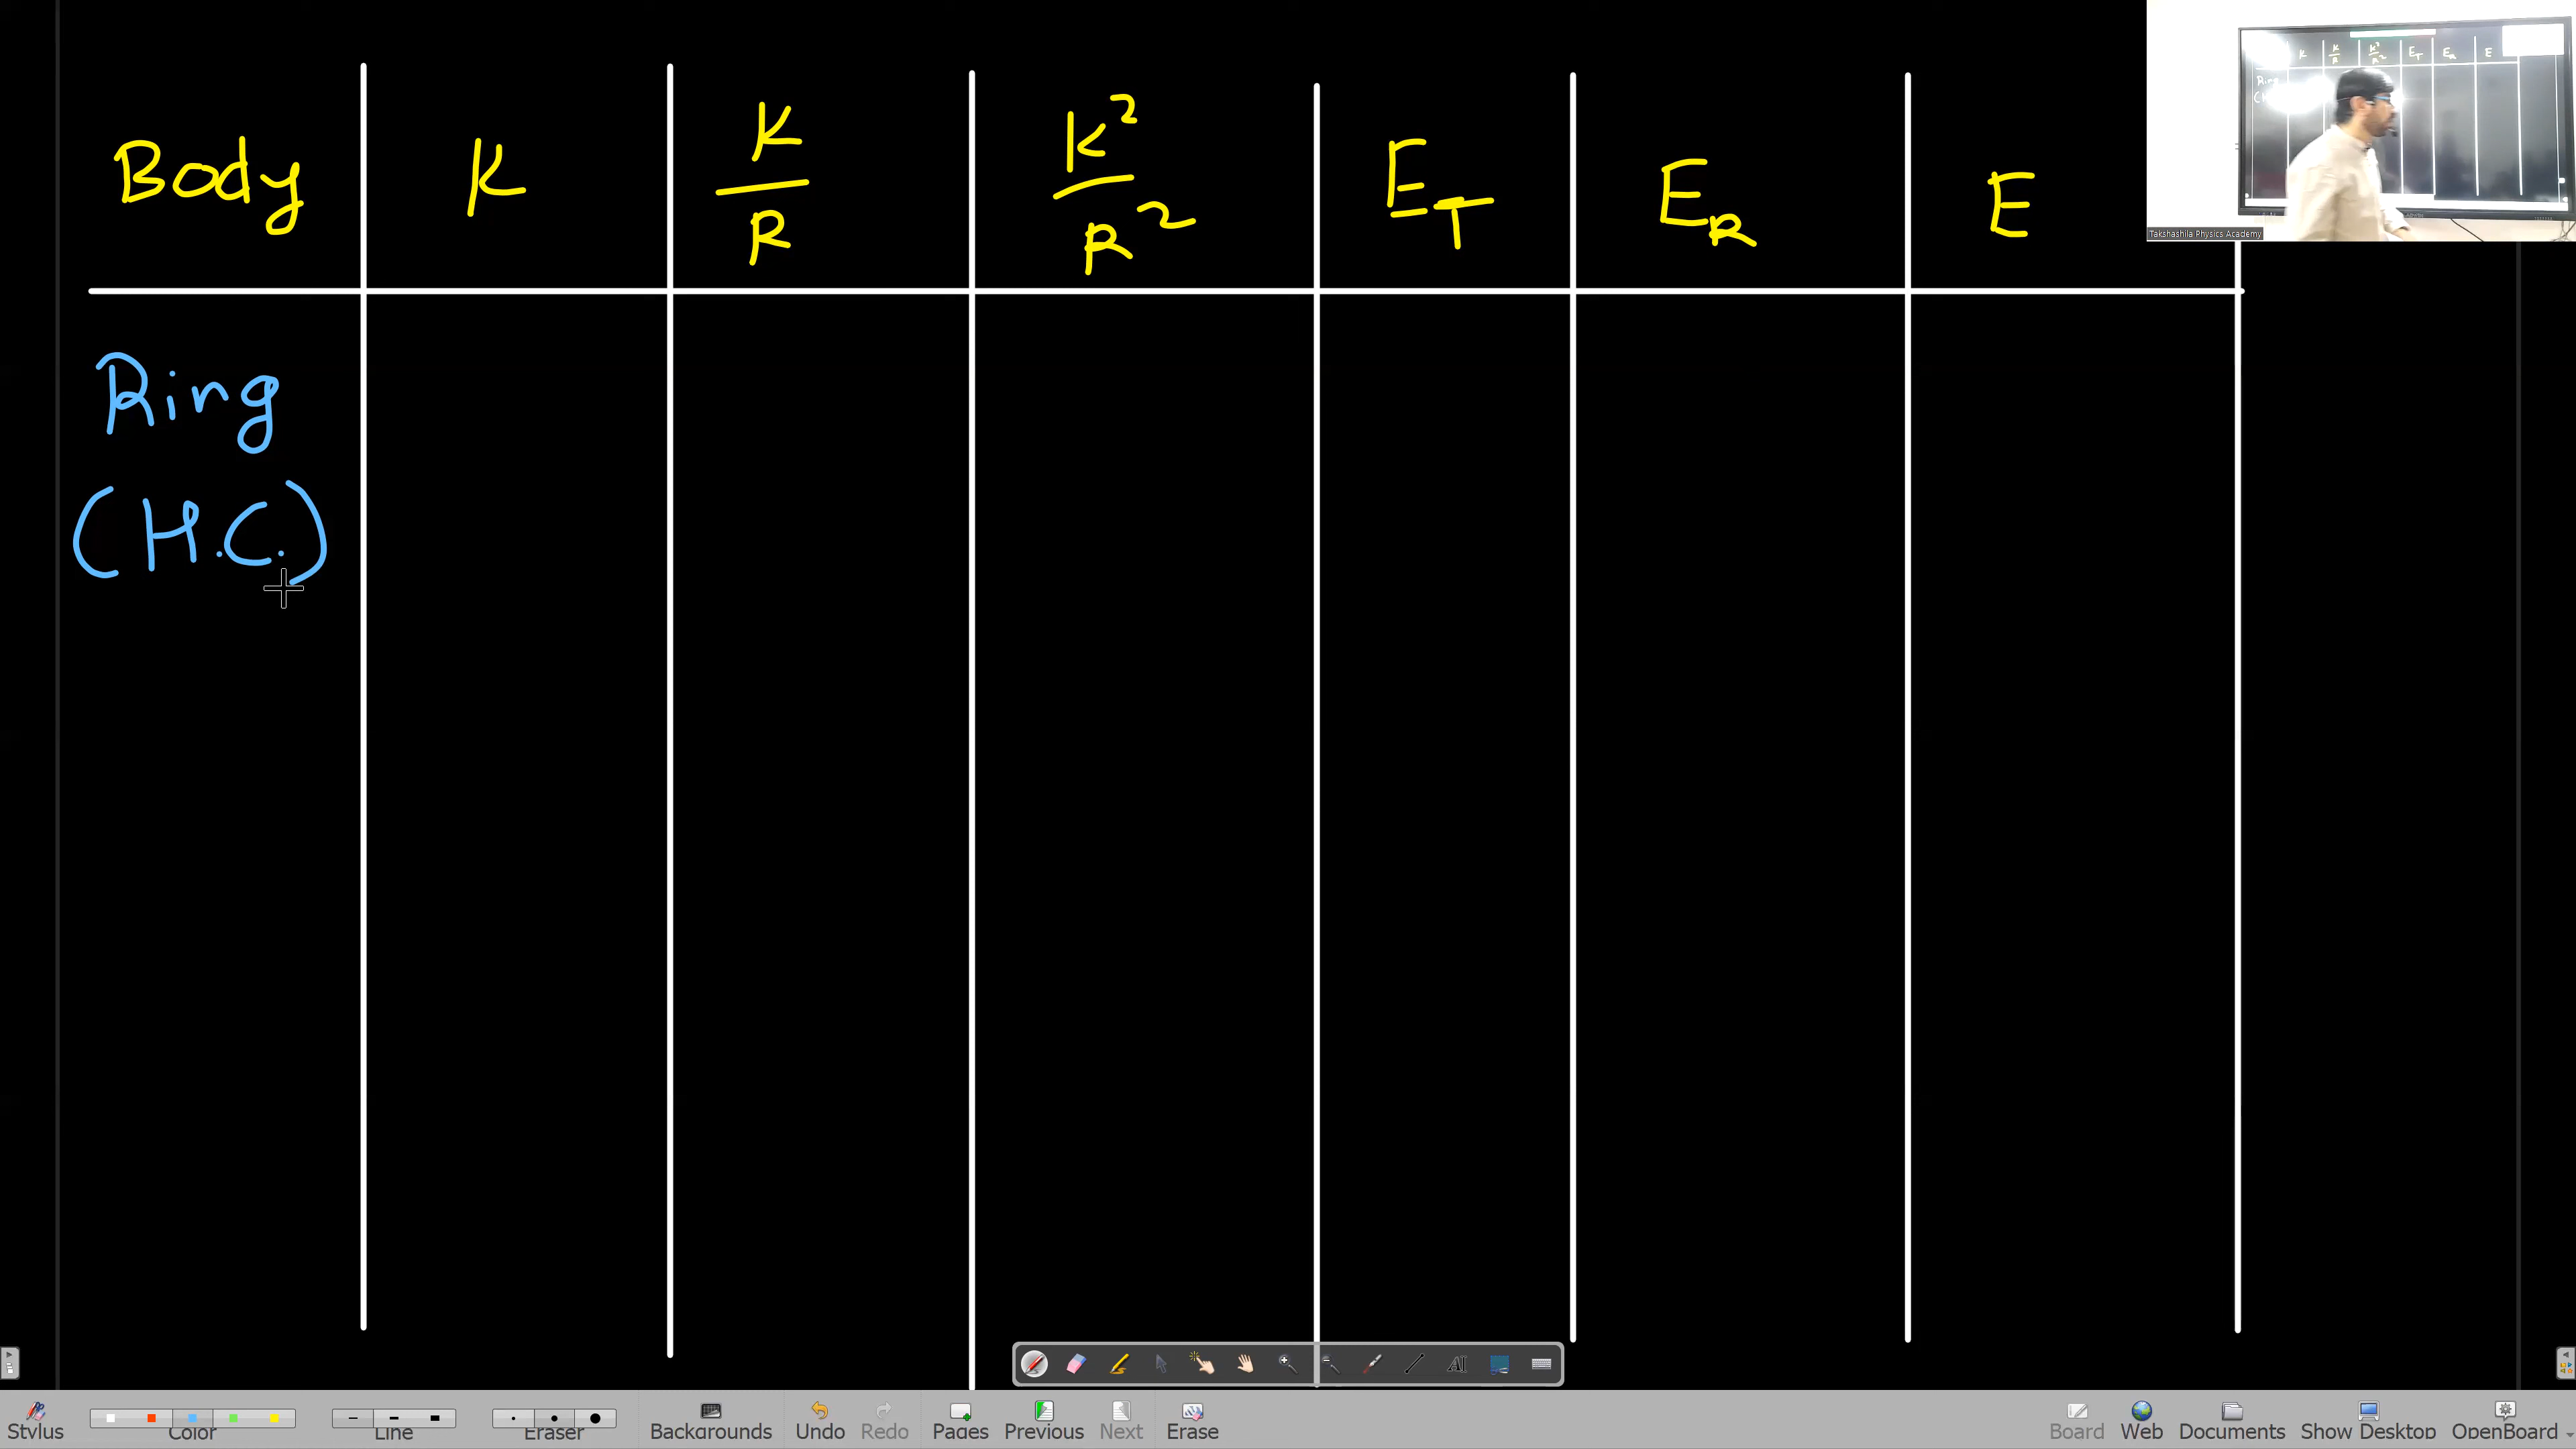 Body K K/R K²/R² E_T E_R E
Ring
(H.C.)
Takshashila Physics Academy
Stylus Color Line Eraser Backgrounds Undo Redo Pages Previous Next Erase Board Web Documents Show Desktop OpenBoard